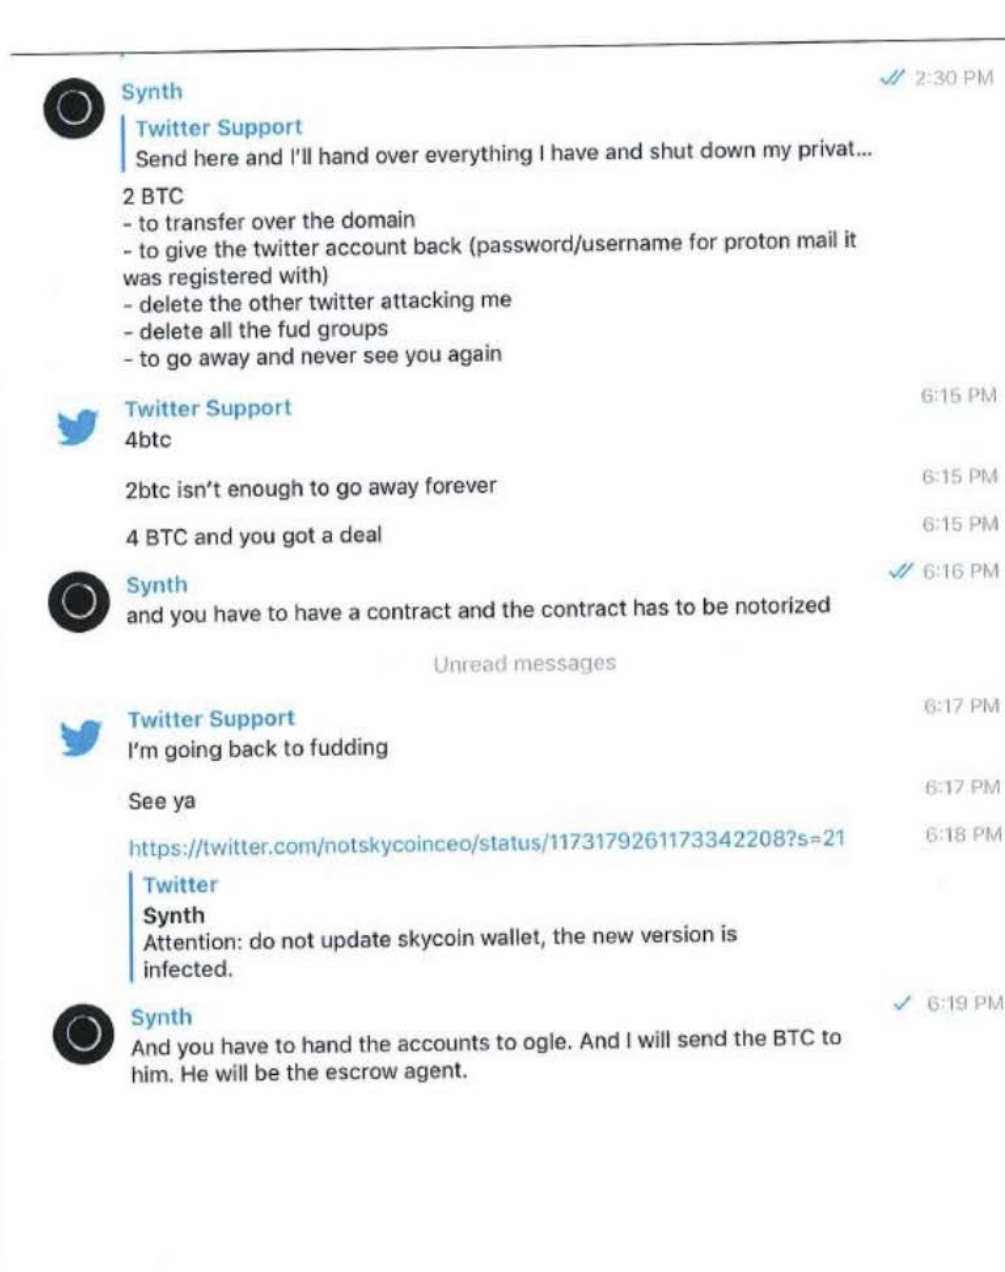 Synth
2:30 PM
Twitter Support
Send here and I'll hand over everything I have and shut down my privat...
2 BTC
- to transfer over the domain
- to give the twitter account back (password/username for proton mail it
was registered with)
- delete the other twitter attacking me
- delete all the fud groups
- to go away and never see you again
Twitter Support
6:15 PM
4btc
2btc isn't enough to go away forever
6:15 PM
4 BTC and you got a deal
6:15 PM
Synth
6:16 PM
and you have to have a contract and the contract has to be notorized
Unread messages
Twitter Support
6:17 PM
I'm going back to fudding
See ya
6:17 PM
https://twitter.com/notskycoinceo/status/1173179261173342208?s=21
6:18 PM
Twitter
Synth
Attention: do not update skycoin wallet, the new version is
infected.
Synth
6:19 PM
And you have to hand the accounts to ogle. And I will send the BTC to
him. He will be the escrow agent.